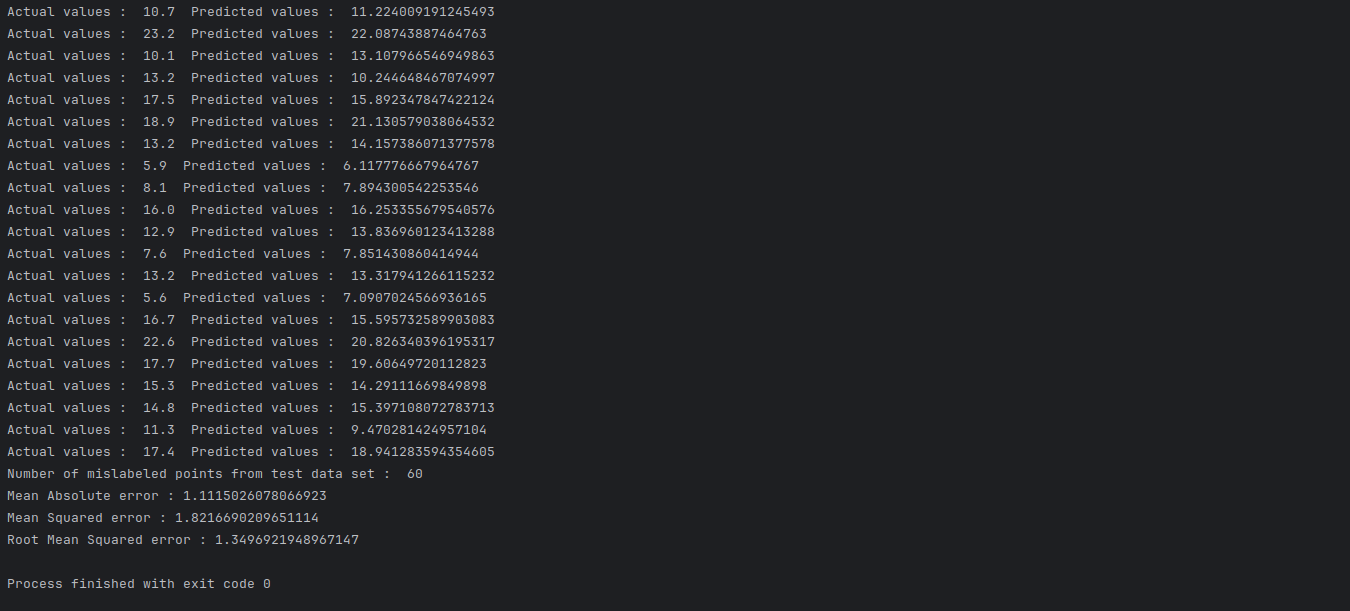 Actual values :  10.7  Predicted values :  11.224009191245493
Actual values :  23.2  Predicted values :  22.08743887464763
Actual values :  10.1  Predicted values :  13.107966546949863
Actual values :  13.2  Predicted values :  10.244648467074997
Actual values :  17.5  Predicted values :  15.892347847422124
Actual values :  18.9  Predicted values :  21.130579038064532
Actual values :  13.2  Predicted values :  14.157386071377578
Actual values :  5.9  Predicted values :  6.117776667964767
Actual values :  8.1  Predicted values :  7.894300542253546
Actual values :  16.0  Predicted values :  16.253355679540576
Actual values :  12.9  Predicted values :  13.836960123413288
Actual values :  7.6  Predicted values :  7.851430860414944
Actual values :  13.2  Predicted values :  13.317941266115232
Actual values :  5.6  Predicted values :  7.0907024566936165
Actual values :  16.7  Predicted values :  15.595732589903083
Actual values :  22.6  Predicted values :  20.826340396195317
Actual values :  17.7  Predicted values :  19.60649720112823
Actual values :  15.3  Predicted values :  14.29111669849898
Actual values :  14.8  Predicted values :  15.397108072783713
Actual values :  11.3  Predicted values :  9.470281424957104
Actual values :  17.4  Predicted values :  18.941283594354605
Number of mislabeled points from test data set :  60
Mean Absolute error : 1.1115026078066923
Mean Squared error : 1.8216690209651114
Root Mean Squared error : 1.3496921948967147
Process finished with exit code 0